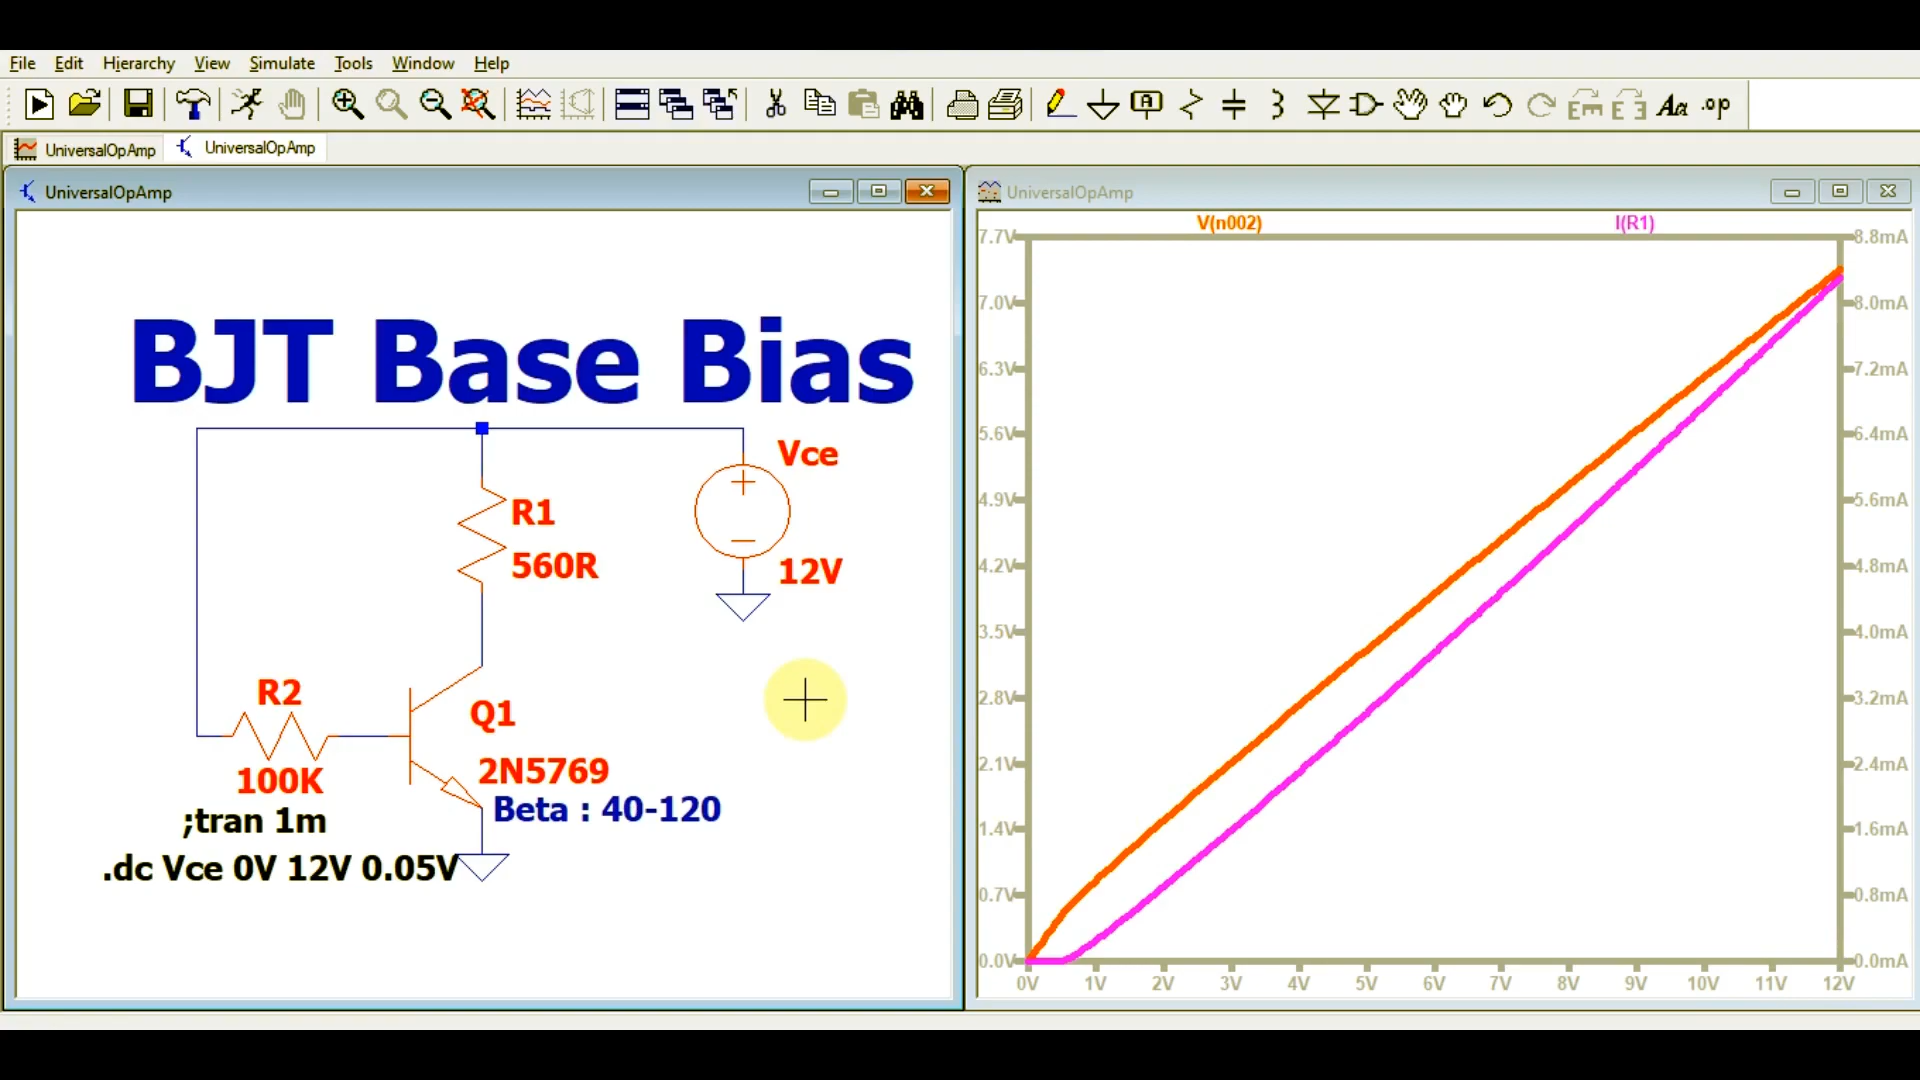 File Edit Hierarchy View Simulate Tools Window Help
A Aa .op
UniversalOpAmp UniversalOpAmp
UniversalOpAmp
BJT Base Bias
Vce
R1
560R
12V
R2
100K
Q1
2N5769
Beta : 40-120
;tran 1m
.dc Vce 0V 12V 0.05V
UniversalOpAmp
V(n002) I(R1)
7.7V 8.8mA
7.0V 8.0mA
6.3V 7.2mA
5.6V 6.4mA
4.9V 5.6mA
4.2V 4.8mA
3.5V 4.0mA
2.8V 3.2mA
2.1V 2.4mA
1.4V 1.6mA
0.7V 0.8mA
0.0V 0.0mA
0V 1V 2V 3V 4V 5V 6V 7V 8V 9V 10V 11V 12V